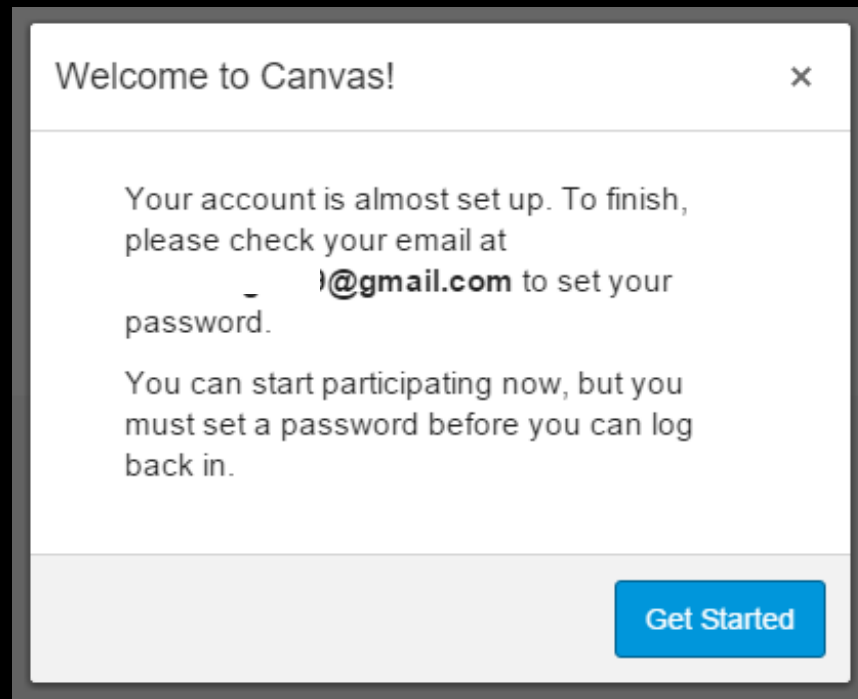 Welcome to Canvas!
×
Your account is almost set up. To finish,
please check your email at
@gmail.com to set your
password.
You can start participating now, but you
must set a password before you can log
back in.
Get Started